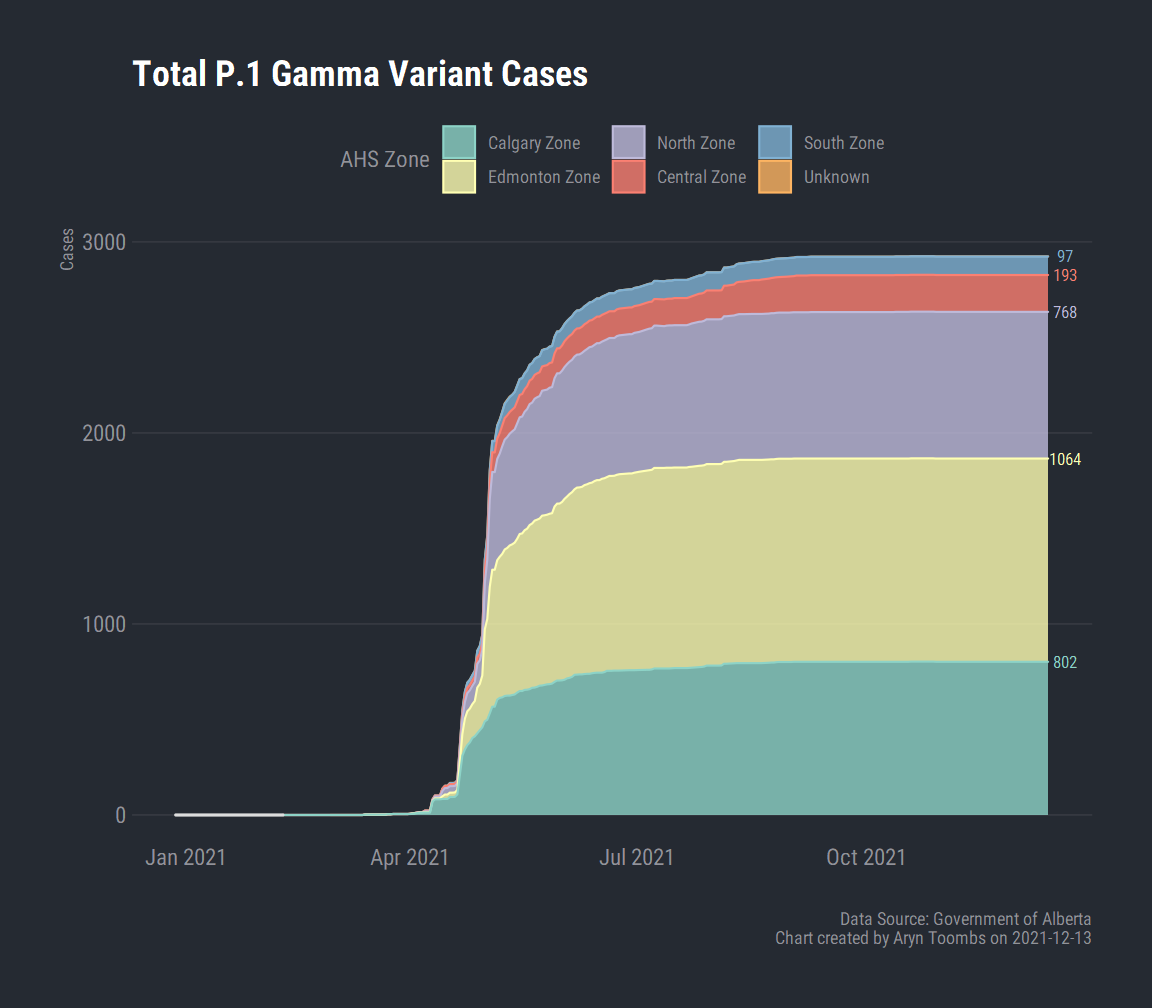 Total P.1 Gamma Variant Cases
AHS Zone
Calgary Zone
North Zone
South Zone
Edmonton Zone
Central Zone
Unknown
Cases
3000
2000
1000
0
97
193
768
1064
802
Jan 2021
Apr 2021
Jul 2021
Oct 2021
Data Source: Government of Alberta
Chart created by Aryn Toombs on 2021-12-13